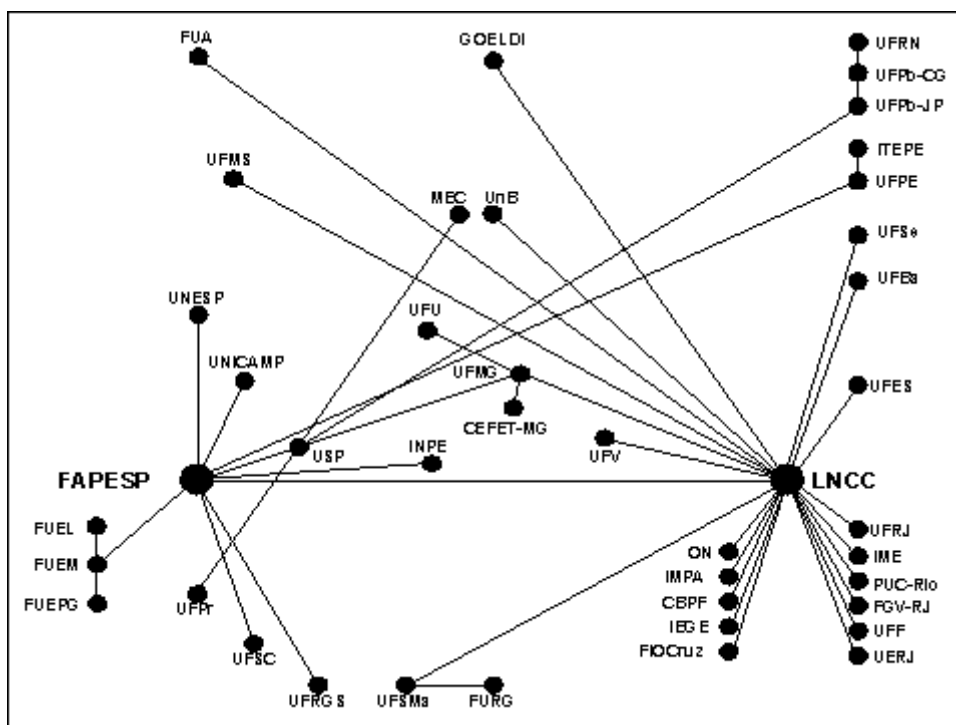 FUA
GOELDI
UFRN
UFPb-CG
UFPb-JP
ITEPE
UFPE
UFMS
MEC
UnB
UFSe
UFBa
UNESP
UFU
UNICAMP
UFMG
UFES
CEFET-MG
USP
INPE
UFV
FAPESP
LNCC
FUEL
UFRJ
ON
IME
FUEM
IMPA
PUC-Rio
FUEPG
UFPr
CBPF
FGV-RJ
IEGE
UFF
UFSC
FIOCruz
UERJ
UFRGS
UFSMa
FURG